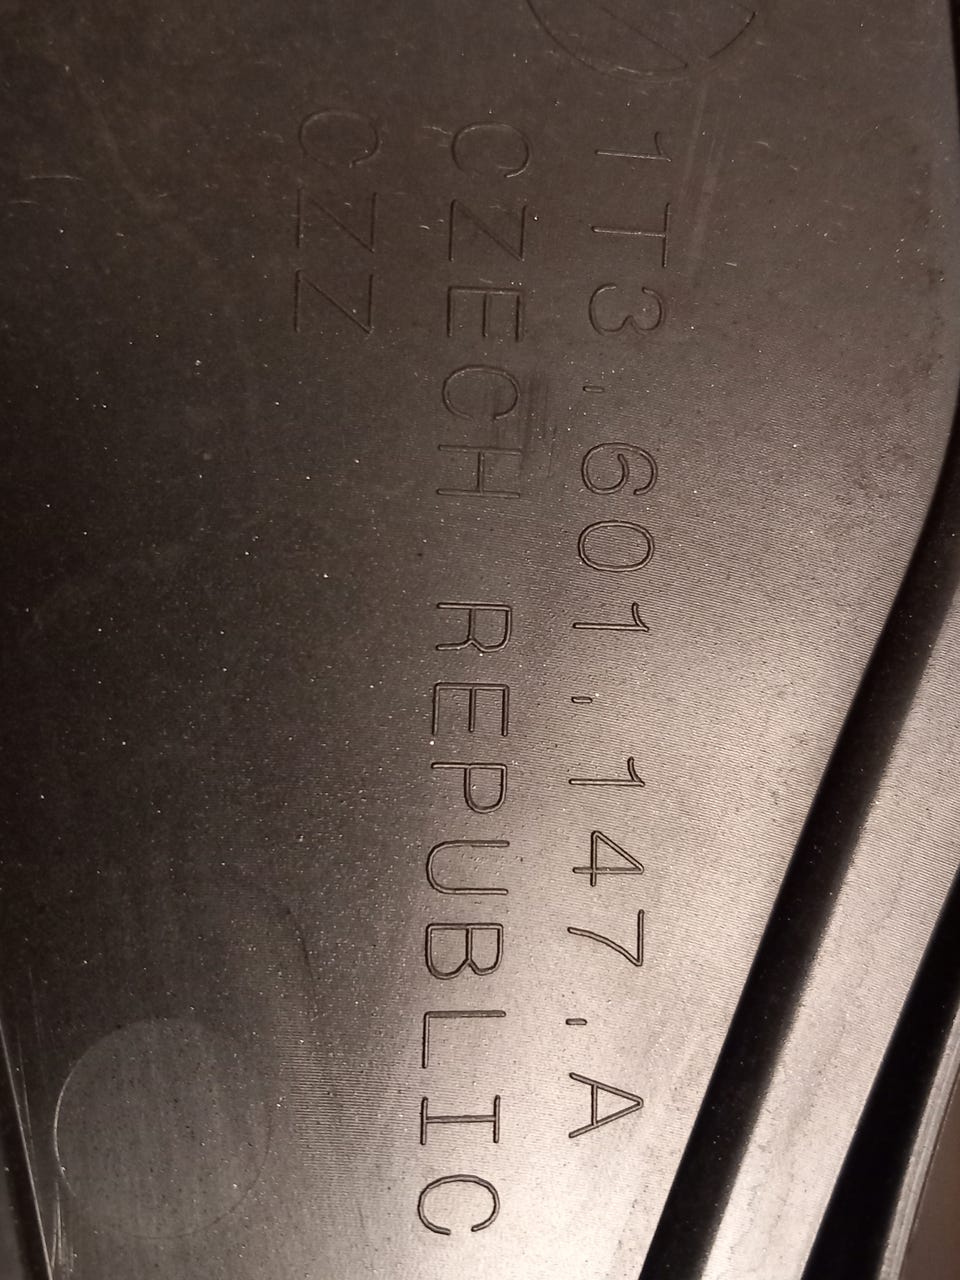 1T3.601.147.A
CZECH REPUBLIC
CZZ